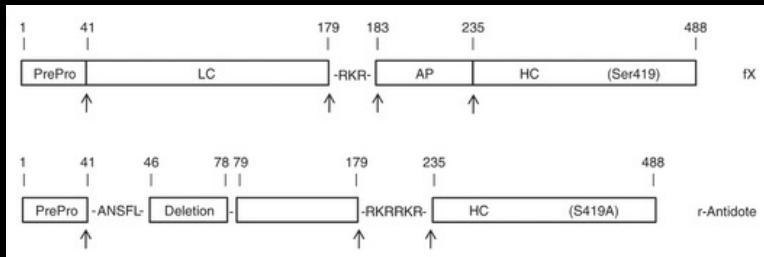 1 41 179 183 235 488
PrePro LC -RKR- AP HC (Ser419) fX
1 41 46 78 79 179 235 488
PrePro -ANSFL- Deletion - -RKRRKR- HC (S419A) r-Antidote